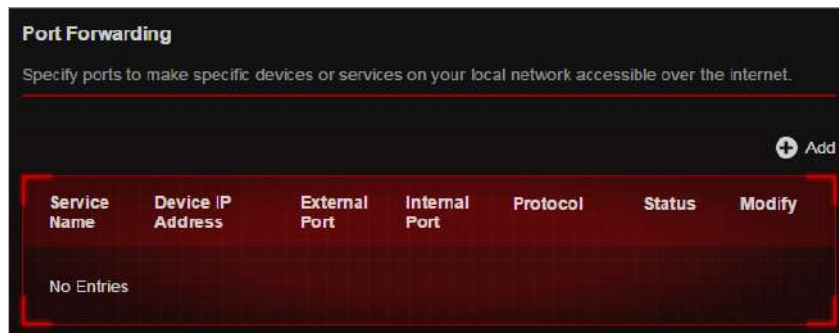 Port Forwarding
Specify ports to make specific devices or services on your local network accessible over the internet.
Add
Service Name Device IP Address External Port Internal Port Protocol Status Modify
No Entries